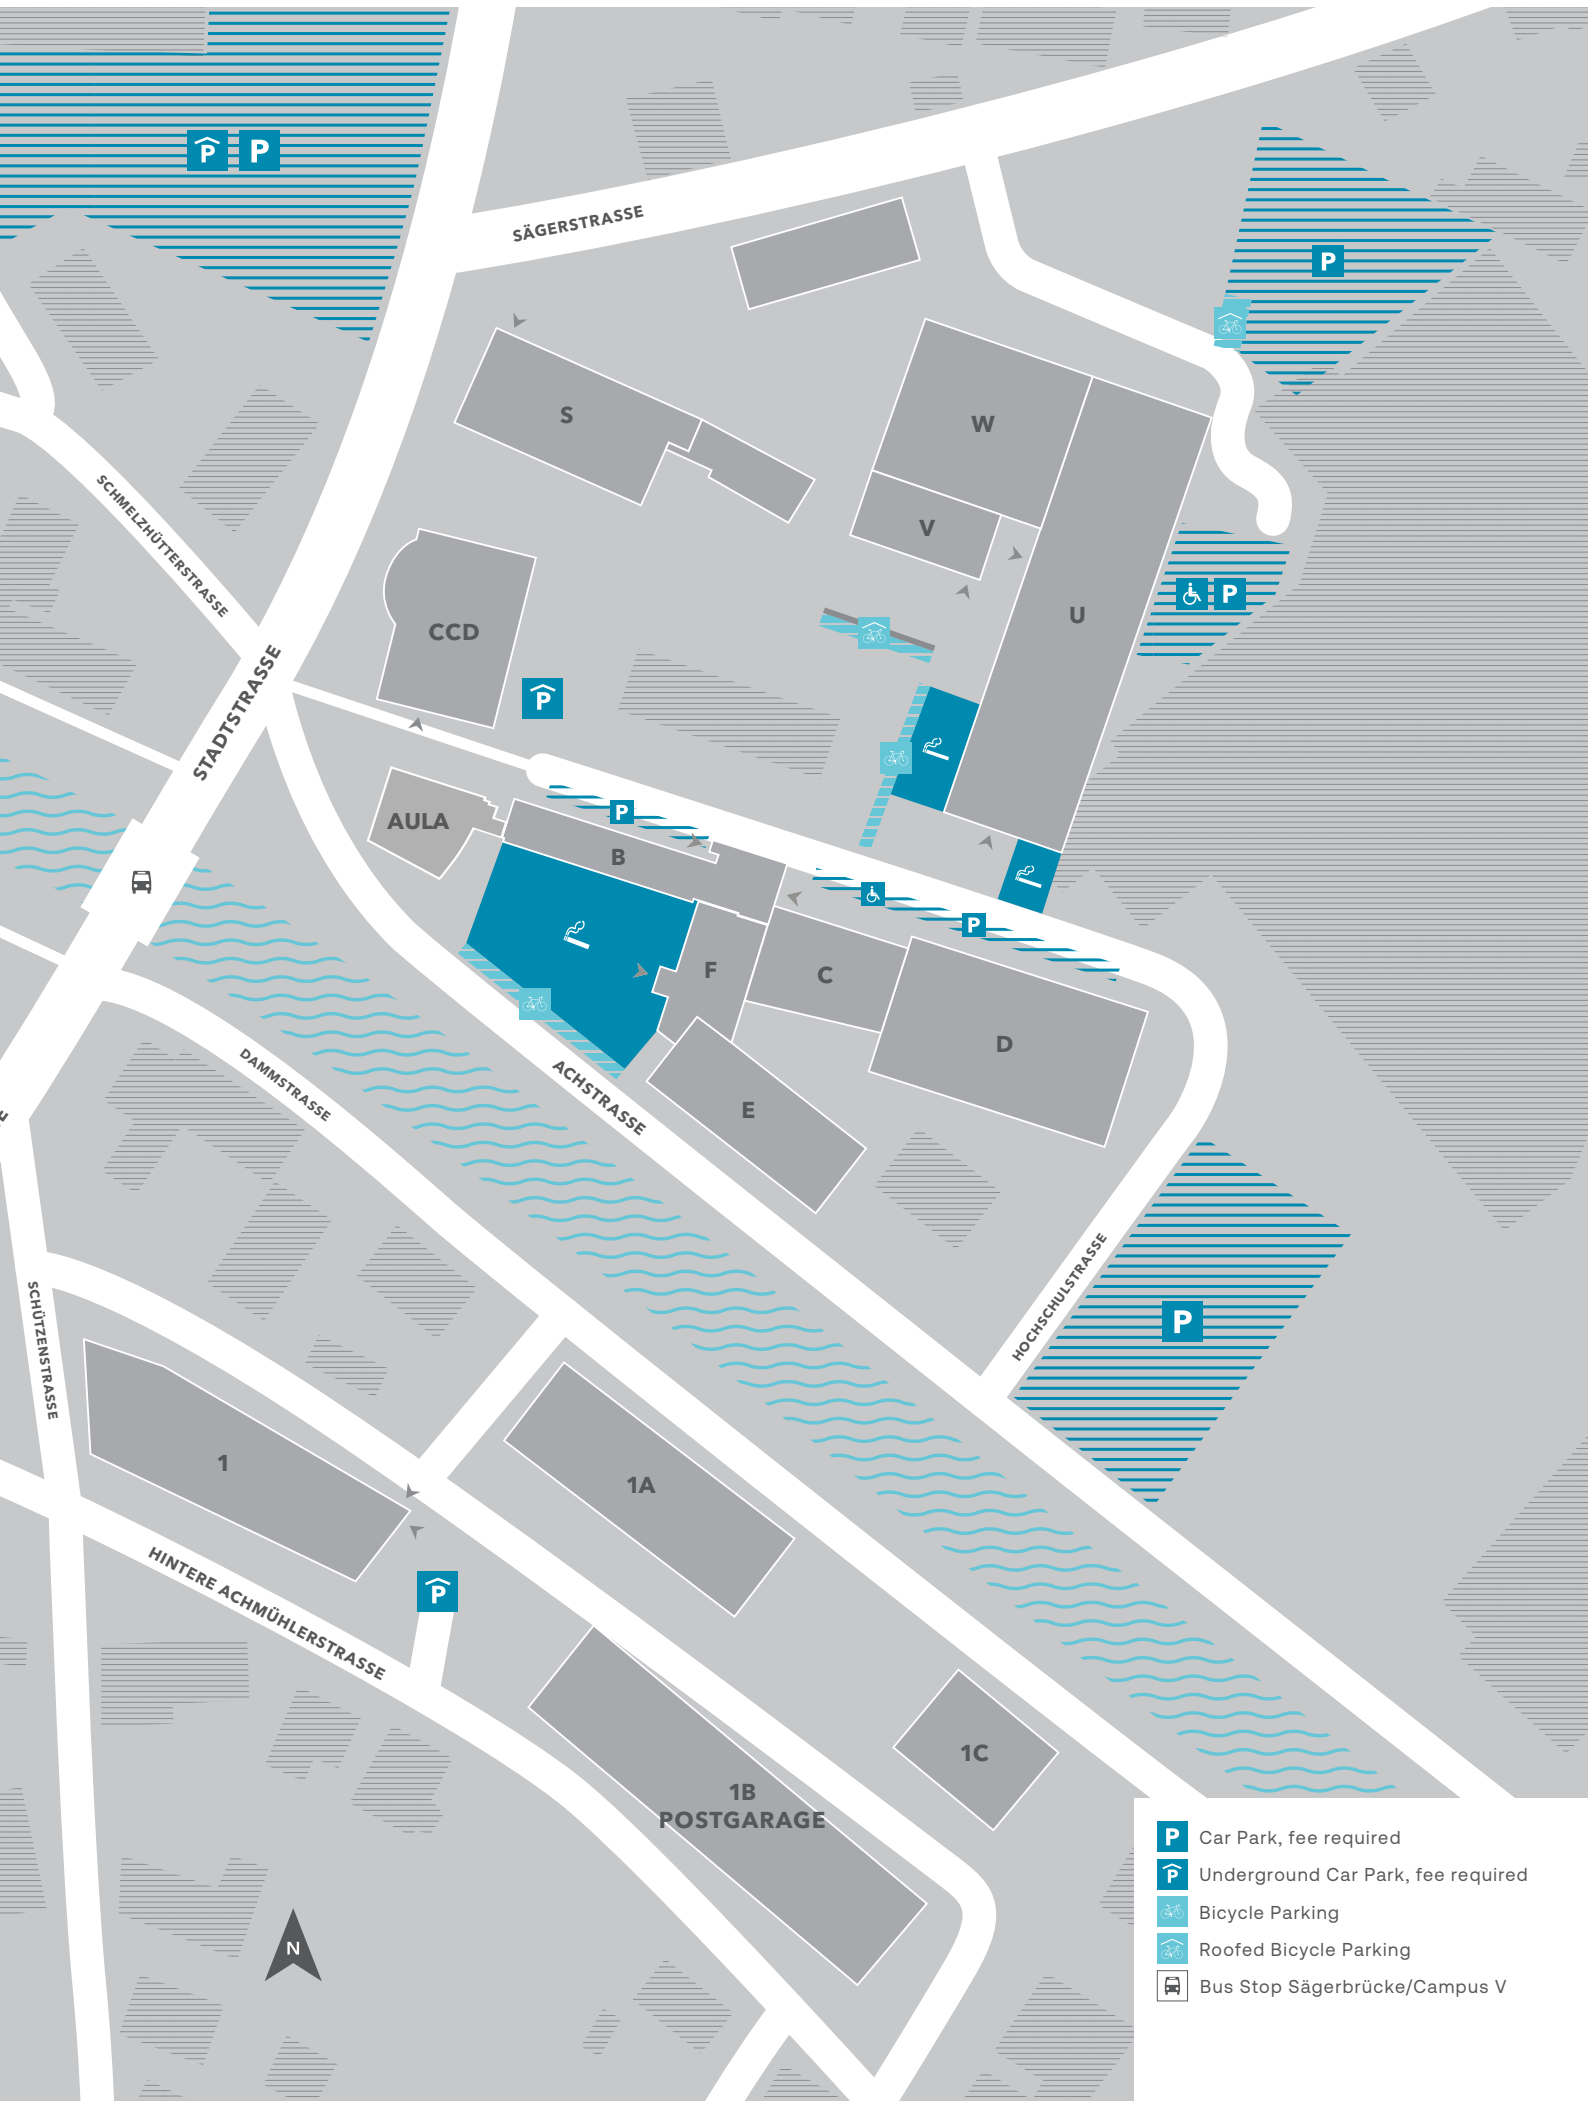 P P
SÄGERSTRASSE
P
S
W
V
SCHMELZHÜTTERSTRASSE
CCD
U
P
STADTSTRASSE
P
AULA
P
B
P
F
C
D
DAMMSTRASSE
ACHSTRASSE
E
HOCHSCHULSTRASSE
P
SCHÜTZENSTRASSE
1
1A
HINTERE ACHMÜHLERSTRASSE
P
1C
1B
POSTGARAGE
N
P Car Park, fee required
P Underground Car Park, fee required
Bicycle Parking
Roofed Bicycle Parking
Bus Stop Sägerbrücke/Campus V